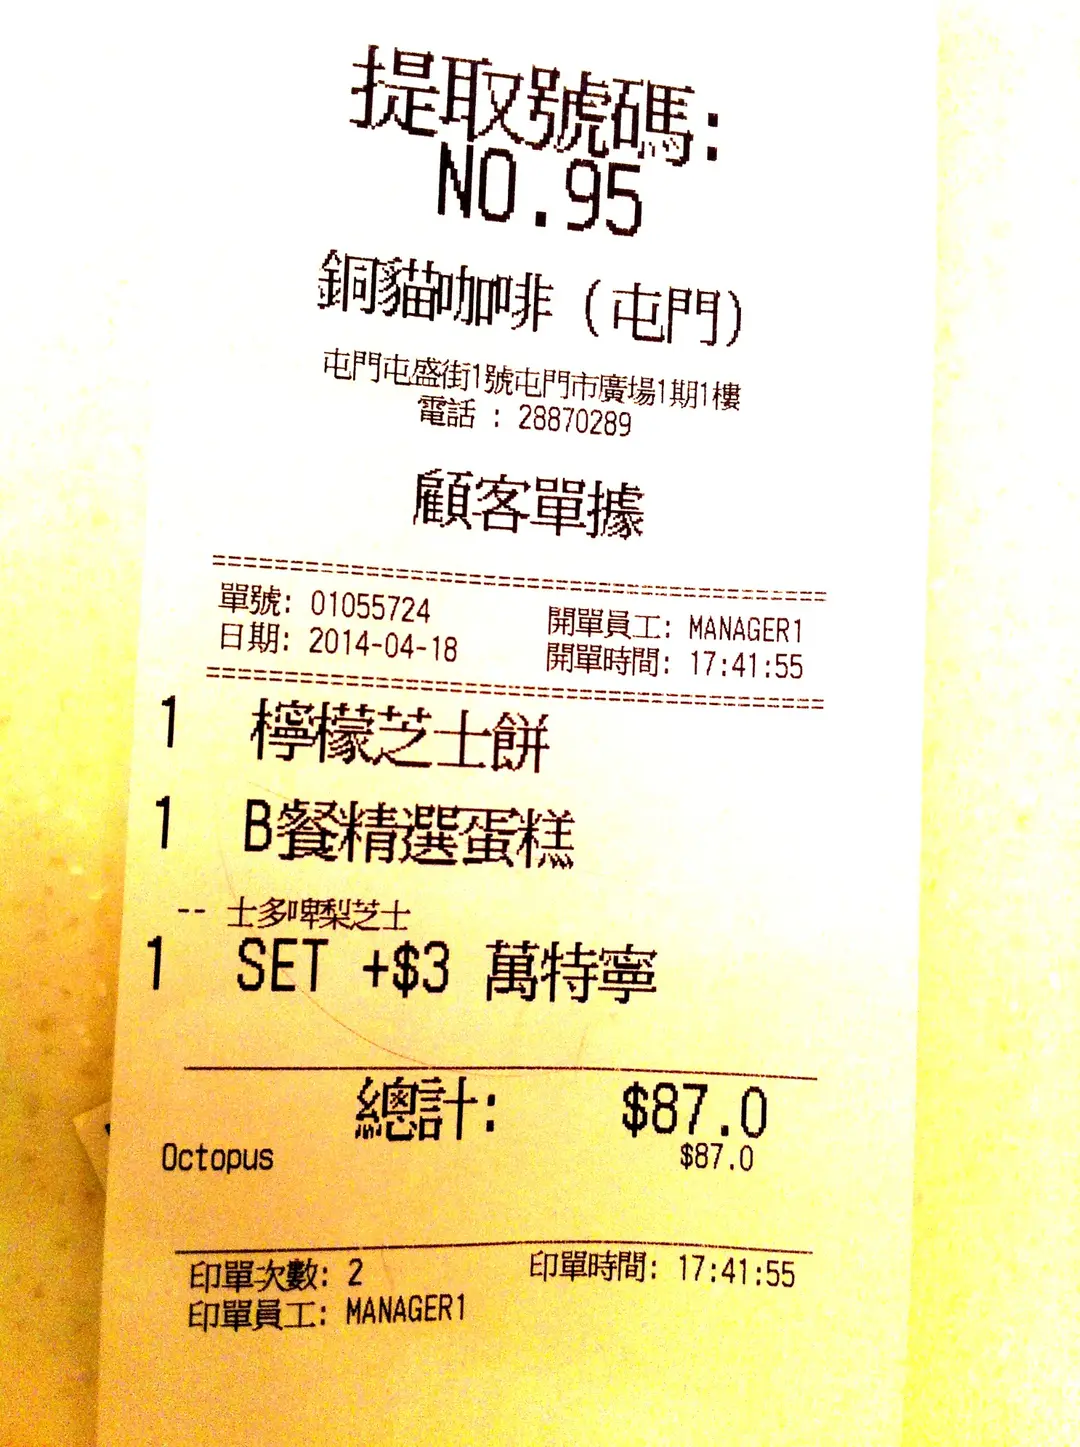 提取號碼:
NO.95
銅貓咖啡 (屯門)
屯門屯盛街1號屯門市廣場1期1樓
電話 : 28870289
顧客單據
單號: 01055724 開單員工: MANAGER1
日期: 2014-04-18 開單時間: 17:41:55
1 檸檬芝士餅
1 B餐精選蛋糕
-- 士多啤梨芝士
1 SET +$3 萬特寧
總計: $87.0
Octopus $87.0
印單次數: 2 印單時間: 17:41:55
印單員工: MANAGER1